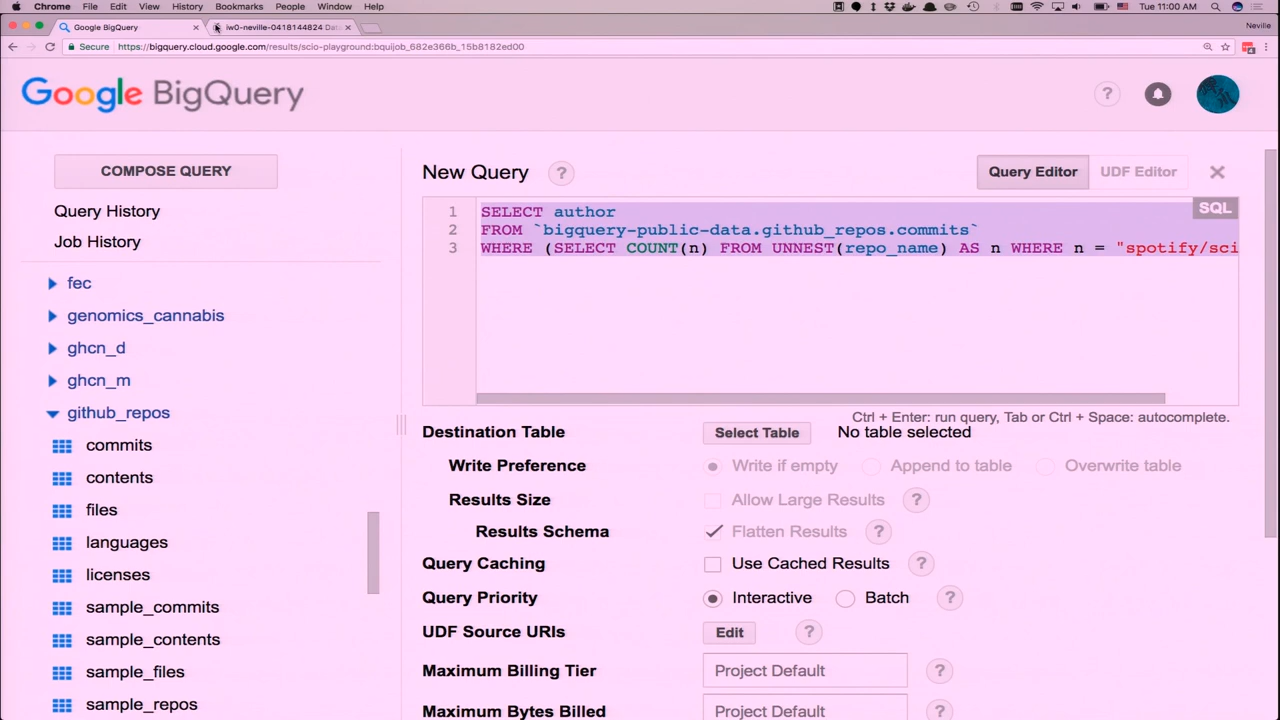 Chrome File Edit View History Bookmarks People Window Help Tue 11:00 AM
Google BigQuery iw0-neville-0418144824 Neville
Secure https://bigquery.cloud.google.com/results/scio-playground:bquijob_682e366b_15b8182ed00
Google BigQuery ?
COMPOSE QUERY
Query History
Job History
fec
genomics_cannabis
ghcn_d
ghcn_m
github_repos
commits
contents
files
languages
licenses
sample_commits
sample_contents
sample_files
sample_repos
New Query ? Query Editor UDF Editor
SQL
1 SELECT author
2 FROM `bigquery-public-data.github_repos.commits`
3 WHERE (SELECT COUNT(n) FROM UNNEST(repo_name) AS n WHERE n = "spotify/sci
Ctrl + Enter: run query, Tab or Ctrl + Space: autocomplete.
Destination Table Select Table No table selected
Write Preference Write if empty Append to table Overwrite table
Results Size Allow Large Results ?
Results Schema Flatten Results ?
Query Caching Use Cached Results ?
Query Priority Interactive Batch ?
UDF Source URIs Edit ?
Maximum Billing Tier Project Default ?
Maximum Bytes Billed Project Default ?